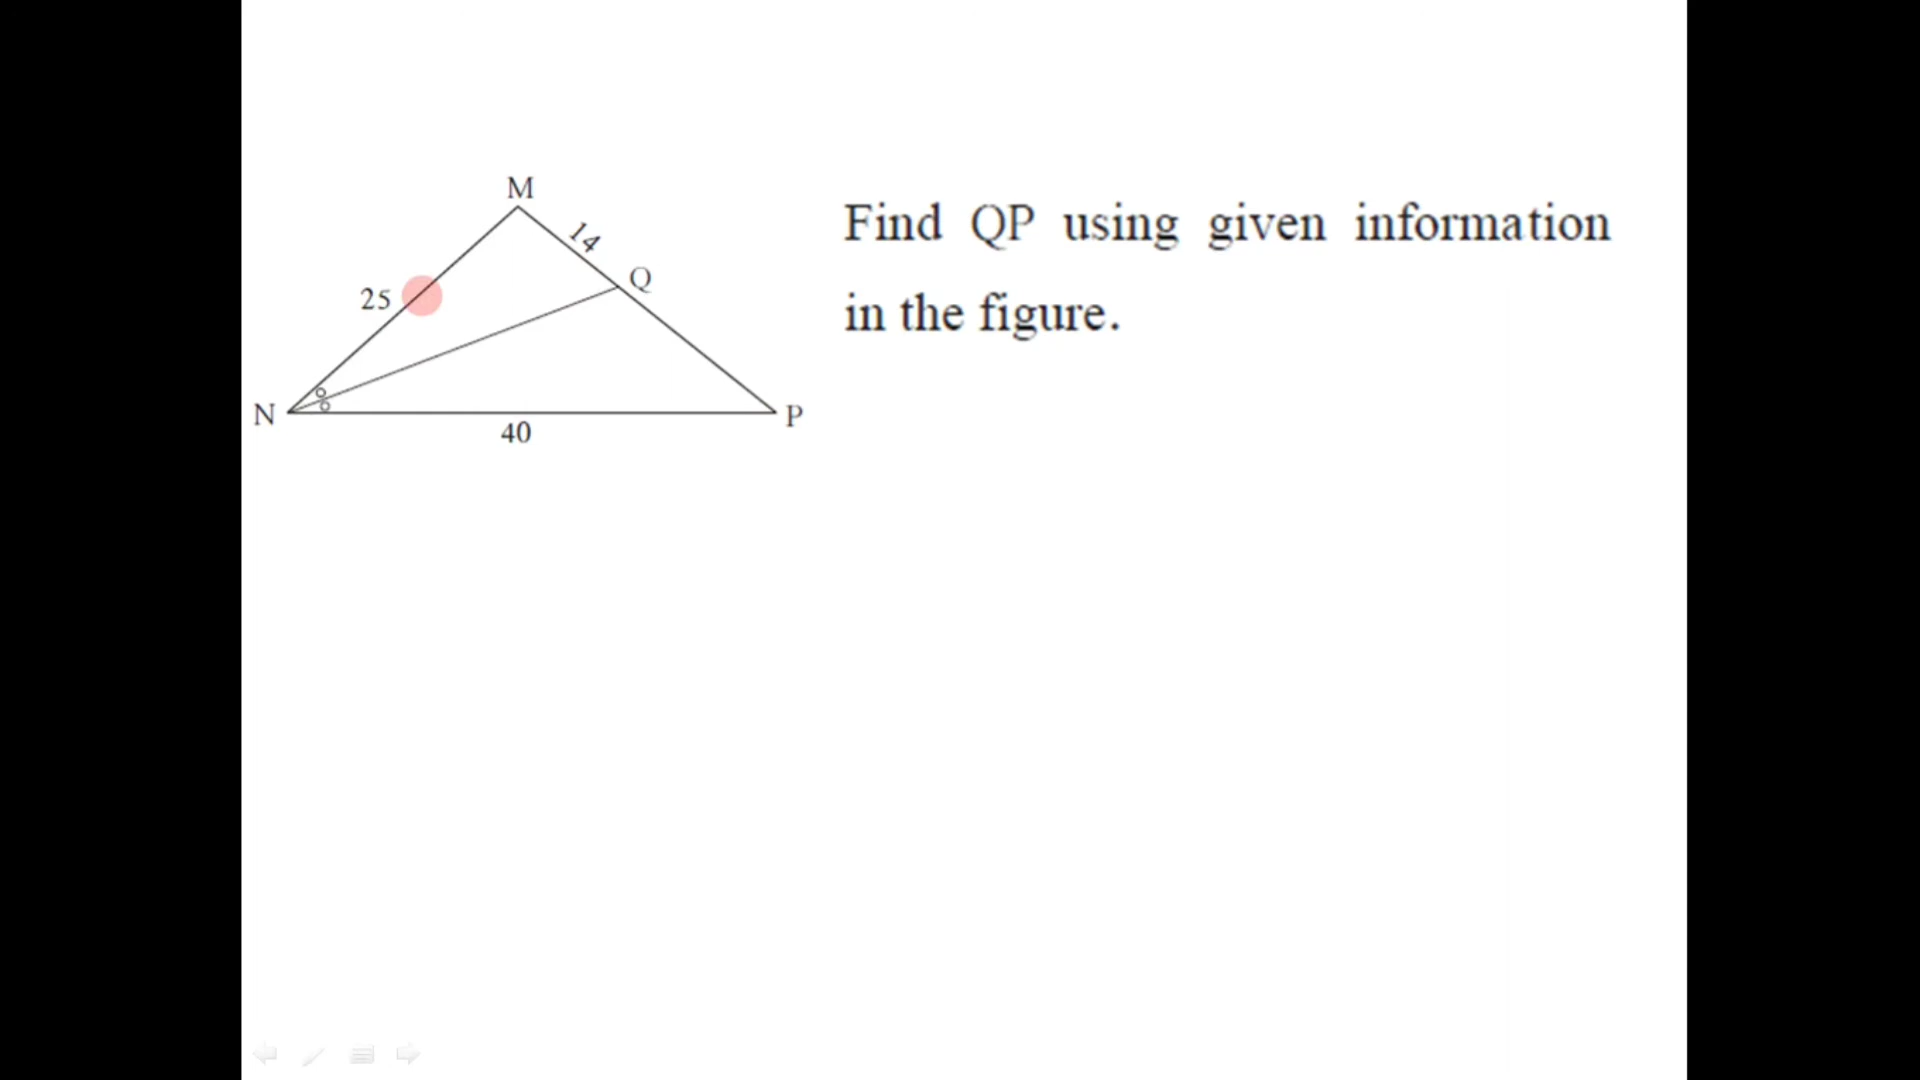 M
14
Q
25
N
P
40
Find QP using given information
in the figure.